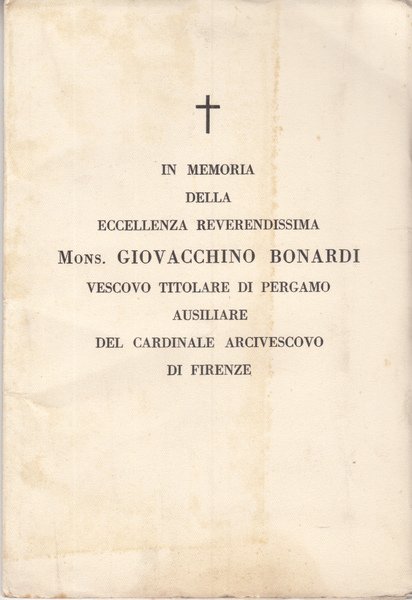 IN MEMORIA
DELLA
ECCELLENZA REVERENDISSIMA
MONS. GIOVACCHINO BONARDI
VESCOVO TITOLARE DI PERGAMO
AUSILIARE
DEL CARDINALE ARCIVESCOVO
DI FIRENZE